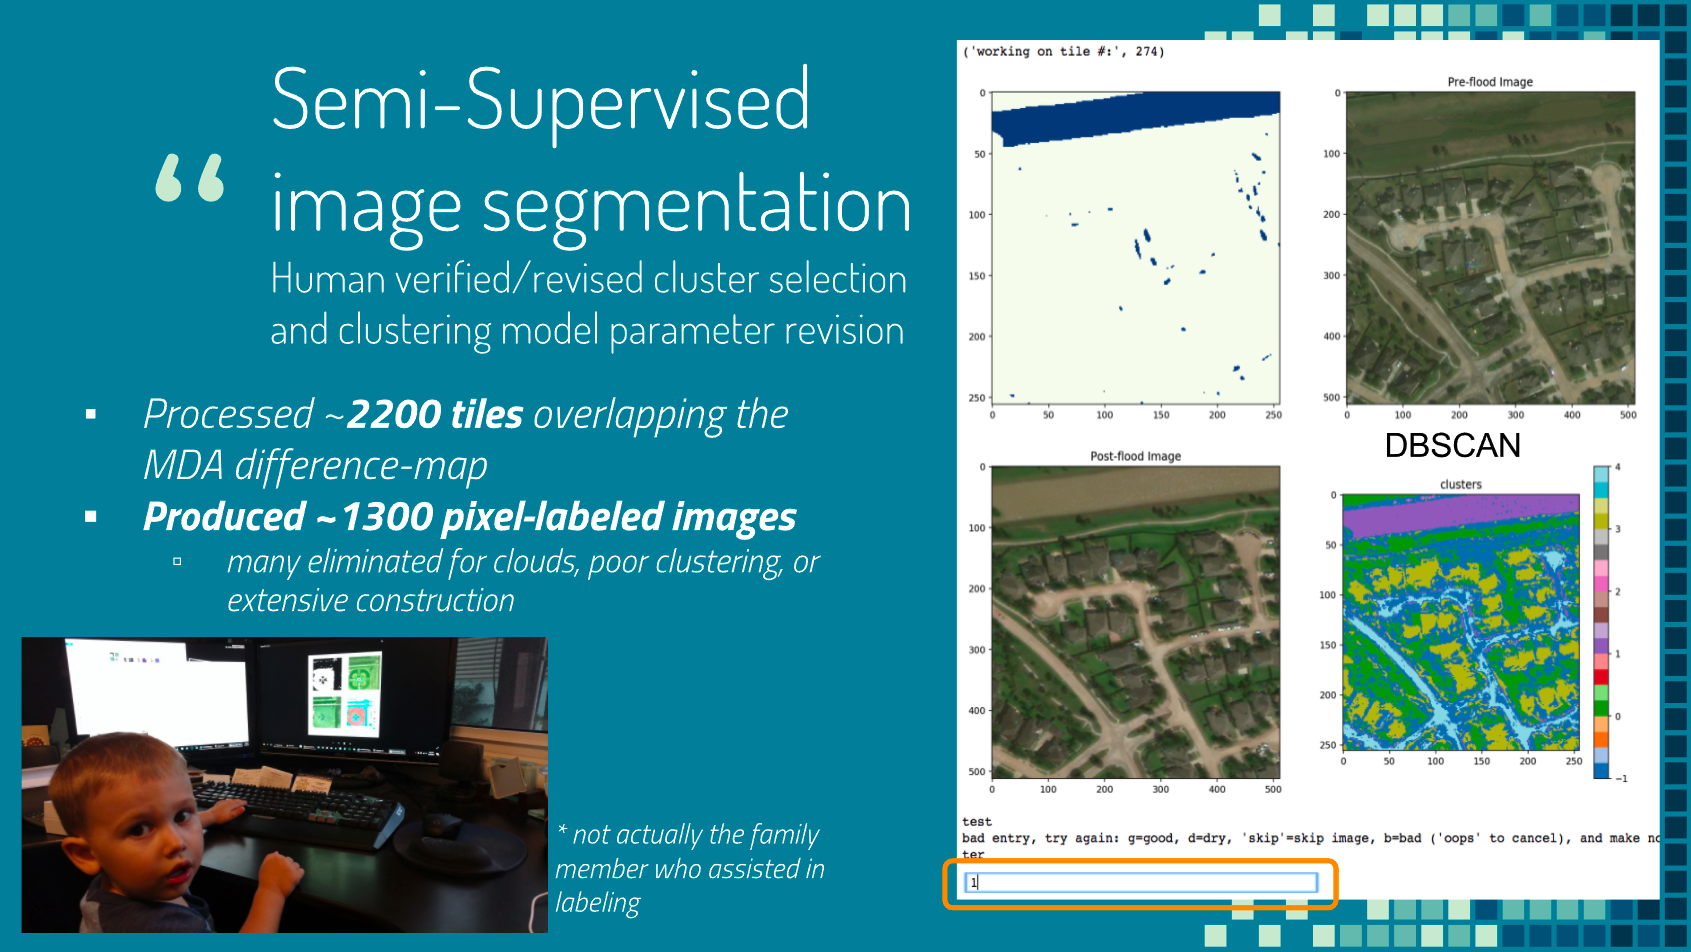 “
Semi-Supervised
image segmentation
Human verified/revised cluster selection
and clustering model parameter revision
▪ Processed ~2200 tiles overlapping the
MDA difference-map
▪ Produced ~1300 pixel-labeled images
▫ many eliminated for clouds, poor clustering, or
extensive construction
* not actually the family
member who assisted in
labeling
('working on tile #:', 274)
0
50
100
150
200
250
0 50 100 150 200 250
Pre-flood Image
0
100
200
300
400
500
0 100 200 300 400 500
Post-flood Image
0
100
200
300
400
500
0 100 200 300 400 500
DBSCAN
clusters
0
50
100
150
200
250
0 50 100 150 200 250
4
3
2
1
0
−1
test
bad entry, try again: g=good, d=dry, 'skip'=skip image, b=bad ('oops' to cancel), and make no
ter
1